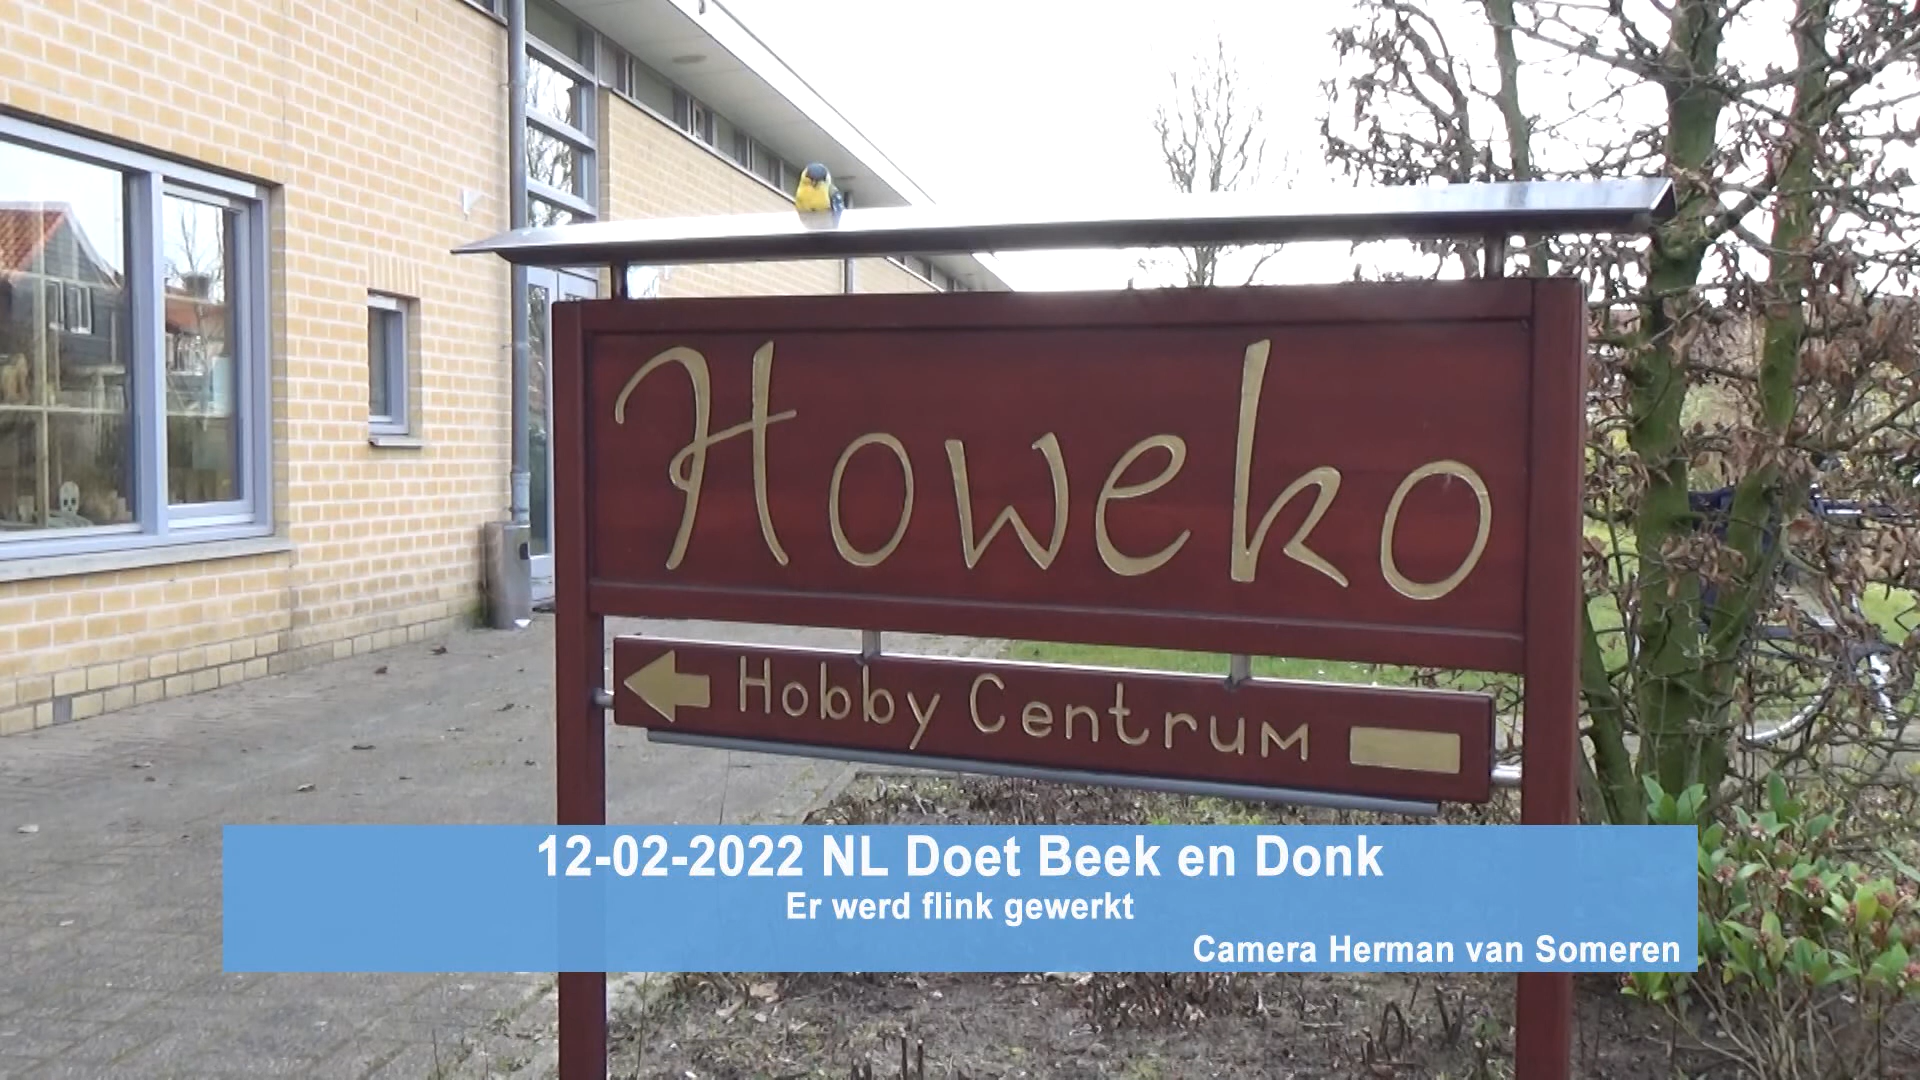 Howeko
Hobby Centrum
12-02-2022 NL Doet Beek en Donk
Er werd flink gewerkt
Camera Herman van Someren